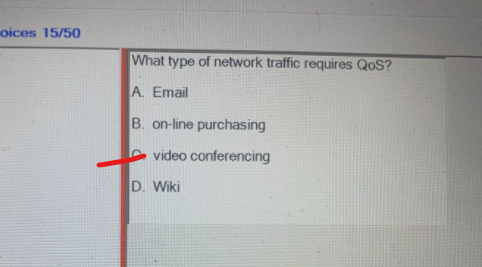 oices 15/50
What type of network traffic requires QoS?
A. Email
B. on-line purchasing
C. video conferencing
D. Wiki